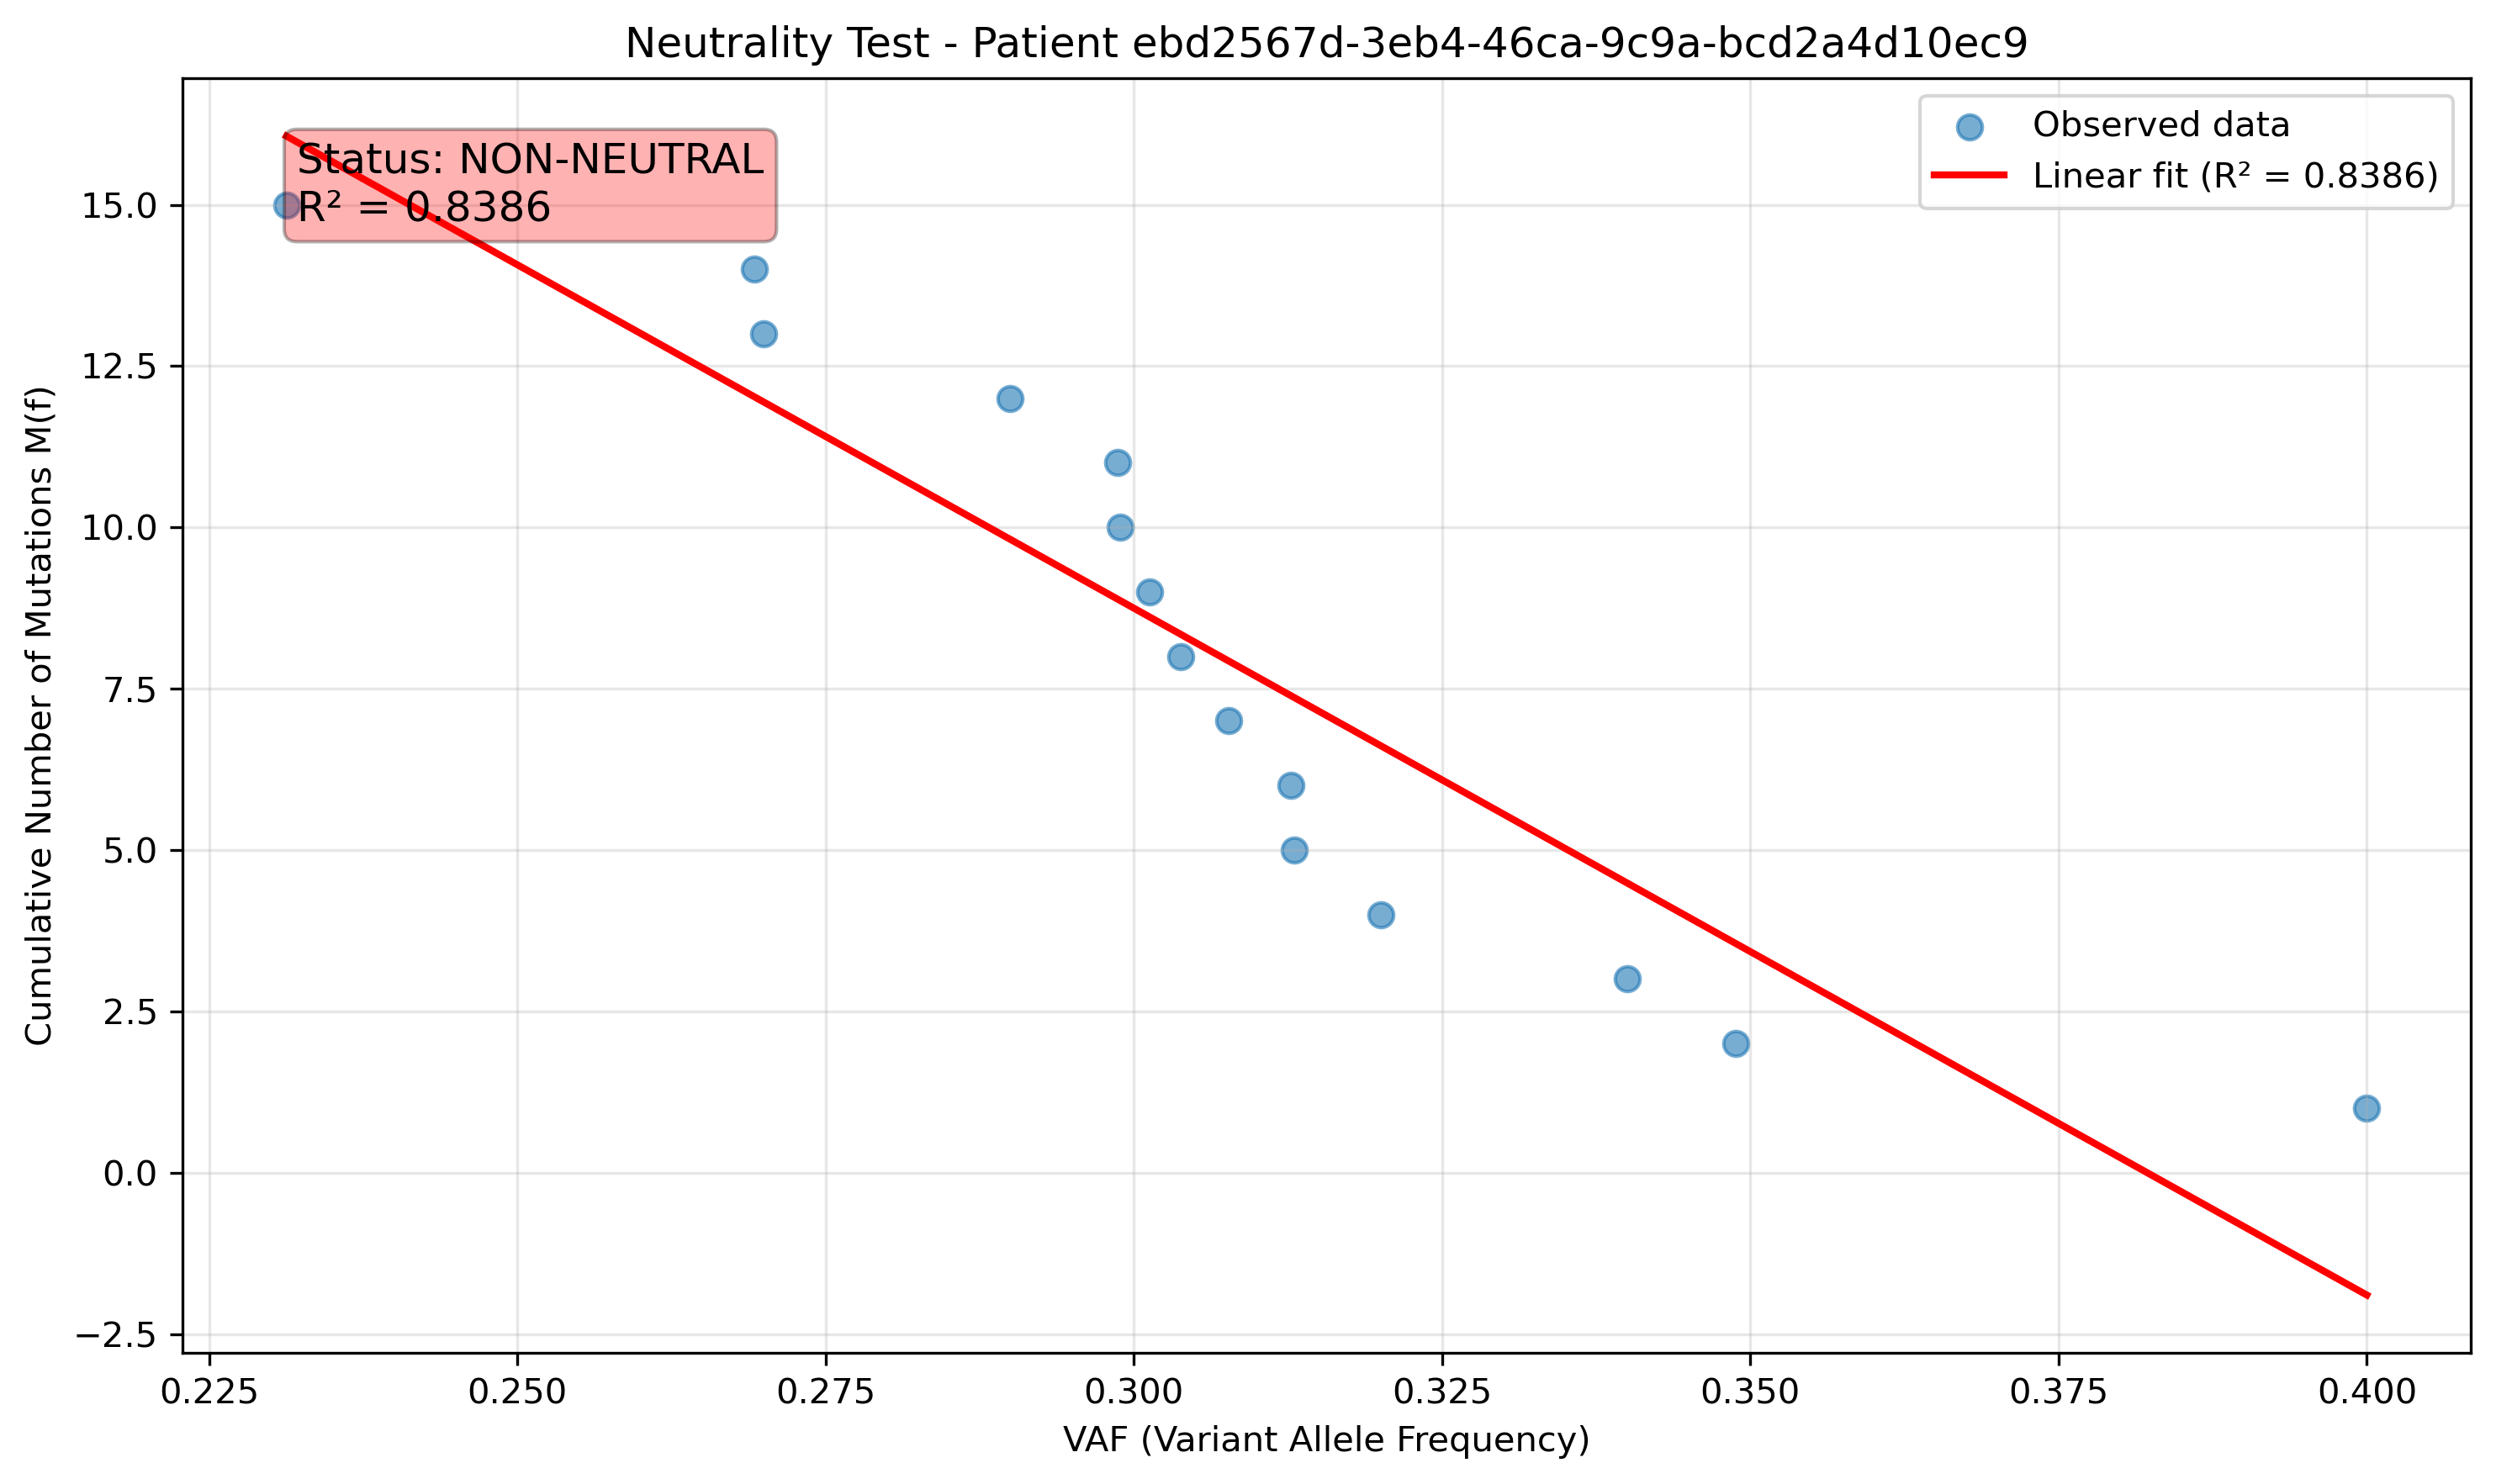 Neutrality Test - Patient ebd2567d-3eb4-46ca-9c9a-bcd2a4d10ec9
Status: NON-NEUTRAL
R² = 0.8386
Observed data
Linear fit (R² = 0.8386)
Cumulative Number of Mutations M(f)
15.0
12.5
10.0
7.5
5.0
2.5
0.0
−2.5
0.225 0.250 0.275 0.300 0.325 0.350 0.375 0.400
VAF (Variant Allele Frequency)